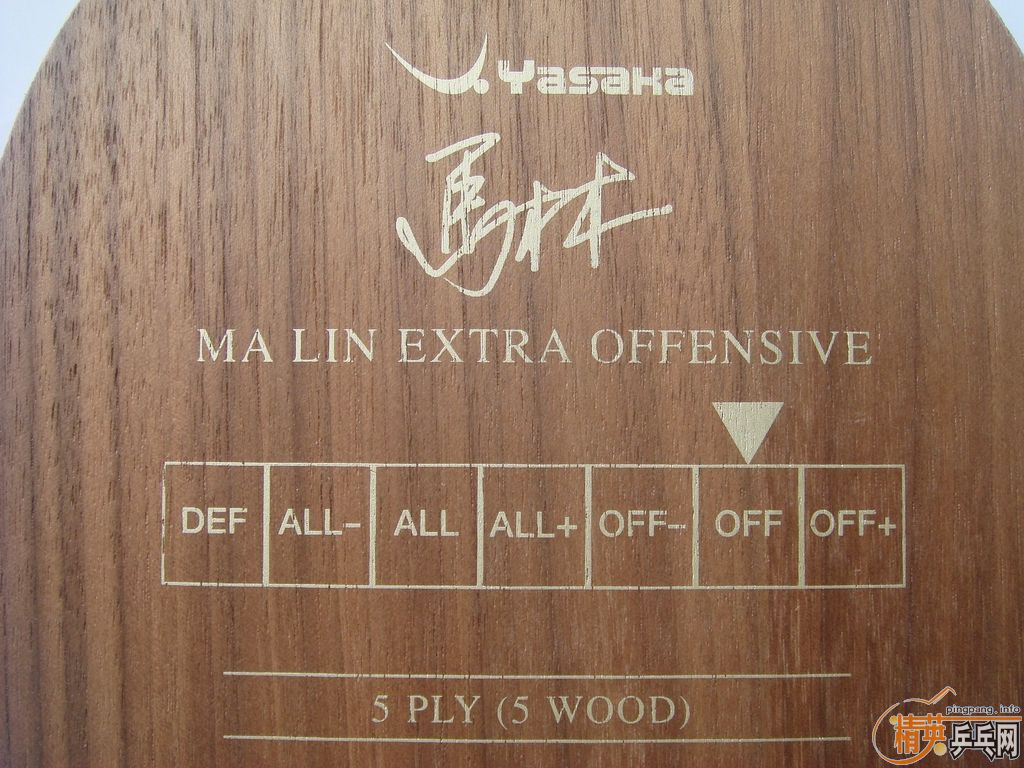 Yasaka
馬林
MA LIN EXTRA OFFENSIVE
DEF ALL- ALL ALL+ OFF- OFF OFF+
5 PLY (5 WOOD)
pingpang.info
精英乒乓网